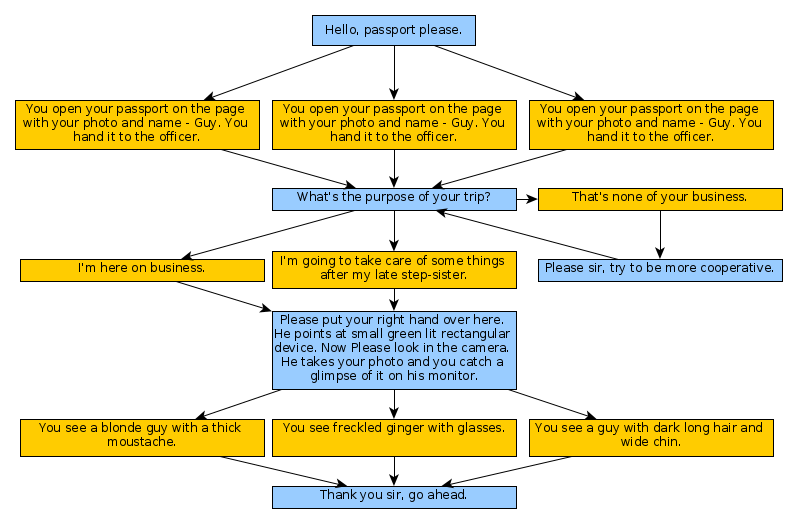 Hello, passport please.
You open your passport on the page
with your photo and name - Guy. You
hand it to the officer.
You open your passport on the page
with your photo and name - Guy. You
hand it to the officer.
You open your passport on the page
with your photo and name - Guy. You
hand it to the officer.
What's the purpose of your trip?
That's none of your business.
I'm here on business.
I'm going to take care of some things
after my late step-sister.
Please sir, try to be more cooperative.
Please put your right hand over here.
He points at small green lit rectangular
device. Now Please look in the camera.
He takes your photo and you catch a
glimpse of it on his monitor.
You see a blonde guy with a thick
moustache.
You see freckled ginger with glasses.
You see a guy with dark long hair and
wide chin.
Thank you sir, go ahead.